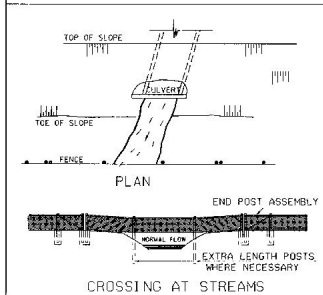 TOP OF SLOPE
CULVERT
TOE OF SLOPE
FENCE
PLAN
END POST ASSEMBLY
NORMAL FLOW
EXTRA LENGTH POSTS
WHERE NECESSARY
CROSSING AT STREAMS